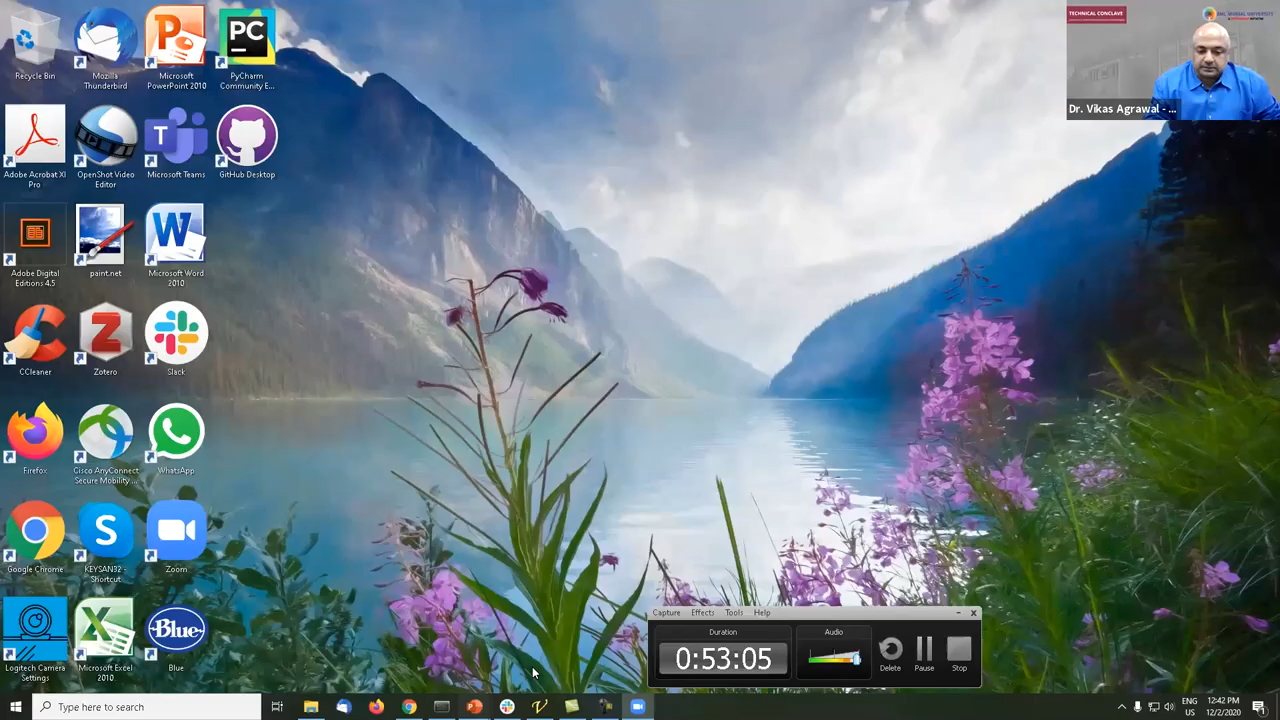 TECHNICAL CONCLAVE
Dr. Vikas Agrawal - ...
Recycle Bin
Mozilla
Thunderbird
Microsoft
PowerPoint 2010
PC
PyCharm
Community E...
Adobe Acrobat XI
Pro
OpenShot Video
Editor
T
Microsoft Teams
GitHub Desktop
Adobe Digital
Editions 4.5
paint.net
W
Microsoft Word
2010
CCleaner
Z
Zotero
Slack
Firefox
Cisco AnyConnect
Secure Mobility ...
WhatsApp
Google Chrome
S
KEYSAN32 -
Shortcut
Zoom
Logitech Camera
Settings
Microsoft Excel
2010
Blue
Blue
Capture Effects Tools Help
Duration
0:53:05
Audio
Delete
Pause
Stop
Type here to search
ENG
US
12:42 PM
12/2/2020